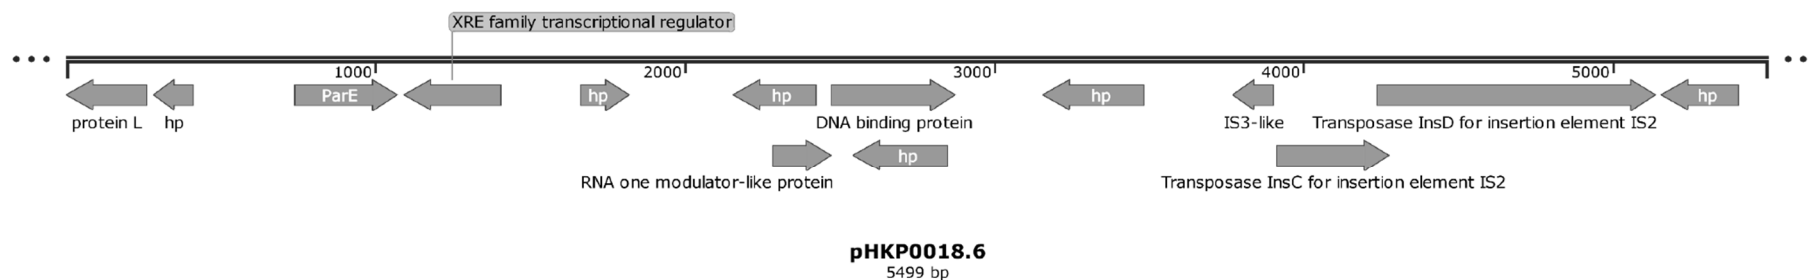 XRE family transcriptional regulator
1000
2000
3000
4000
5000
ParE
hp
hp
hp
hp
protein L
hp
DNA binding protein
IS3-like
Transposase InsD for insertion element IS2
hp
RNA one modulator-like protein
Transposase InsC for insertion element IS2
pHKP0018.6
5499 bp